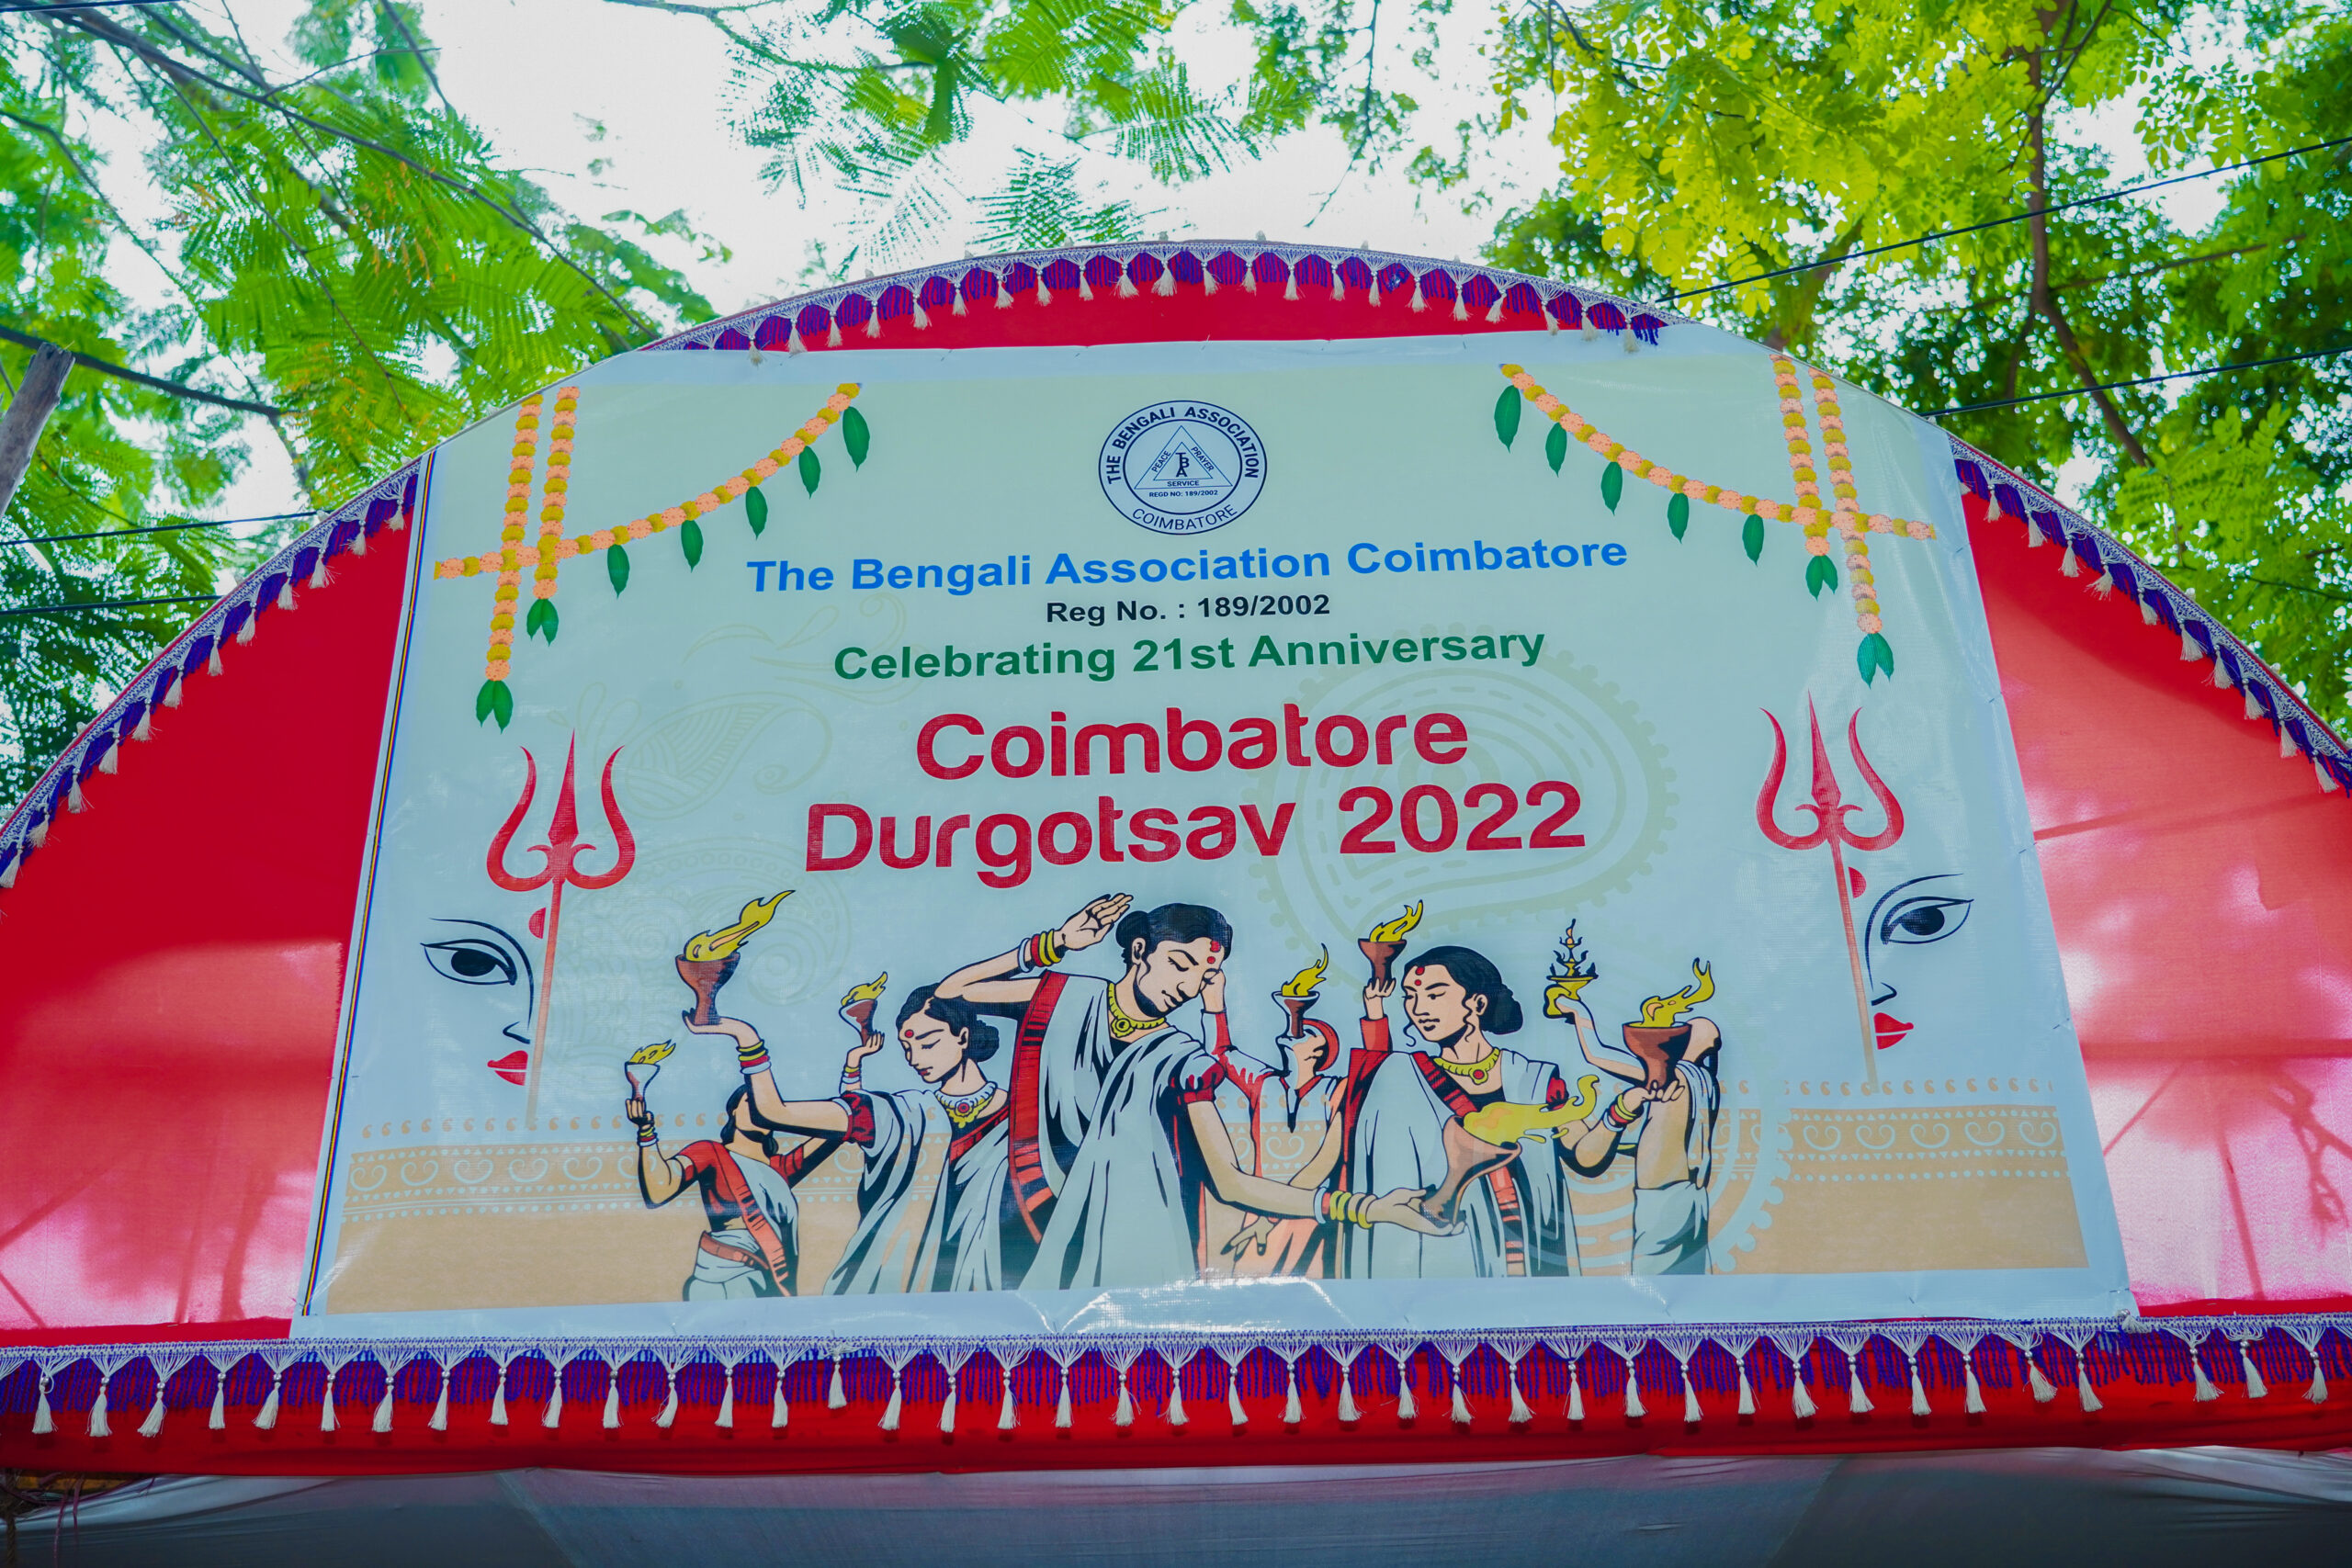 THE BENGALI ASSOCIATION
PEACE
PRAYER
TBA
SERVICE
REGD NO: 189/2002
COIMBATORE
The Bengali Association Coimbatore
Reg No. : 189/2002
Celebrating 21st Anniversary
Coimbatore
Durgotsav 2022